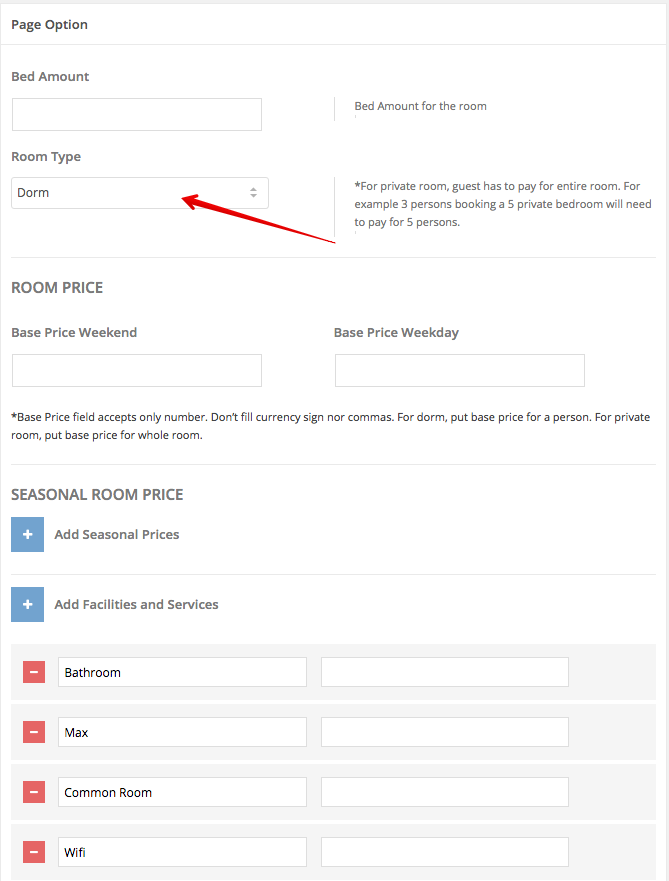 Page Option
Bed Amount
Bed Amount for the room
Room Type
Dorm
*For private room, guest has to pay for entire room. For
example 3 persons booking a 5 private bedroom will need
to pay for 5 persons.
ROOM PRICE
Base Price Weekend
Base Price Weekday
*Base Price field accepts only number. Don’t fill currency sign nor commas. For dorm, put base price for a person. For private
room, put base price for whole room.
SEASONAL ROOM PRICE
+ Add Seasonal Prices
+ Add Facilities and Services
Bathroom
Max
Common Room
Wifi